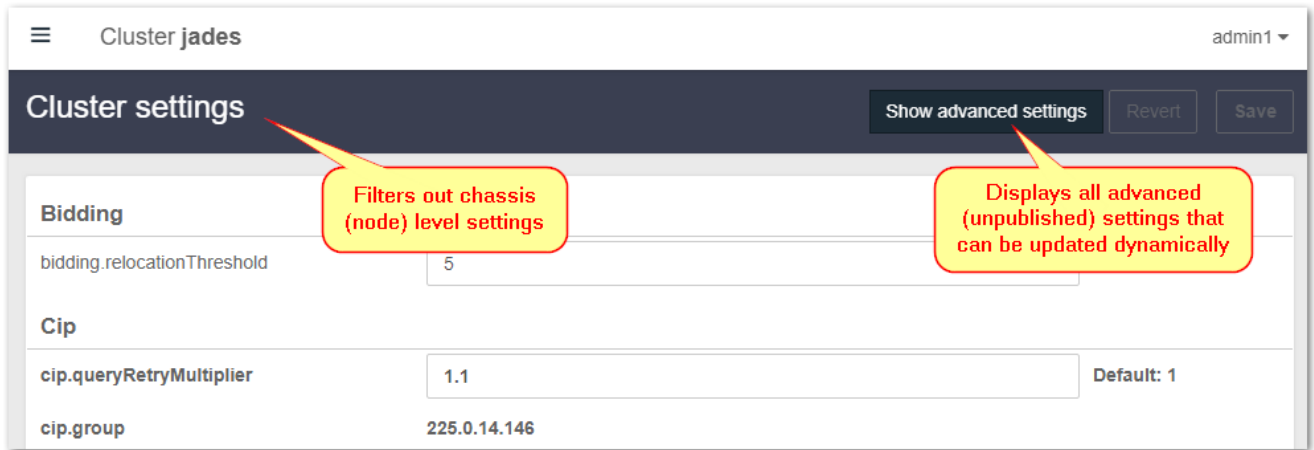 Cluster jades
admin1
Cluster settings
Show advanced settings
Revert
Save
Filters out chassis
(node) level settings
Displays all advanced
(unpublished) settings that
can be updated dynamically
Bidding
bidding.relocationThreshold
5
Cip
cip.queryRetryMultiplier
1.1
Default: 1
cip.group
225.0.14.146